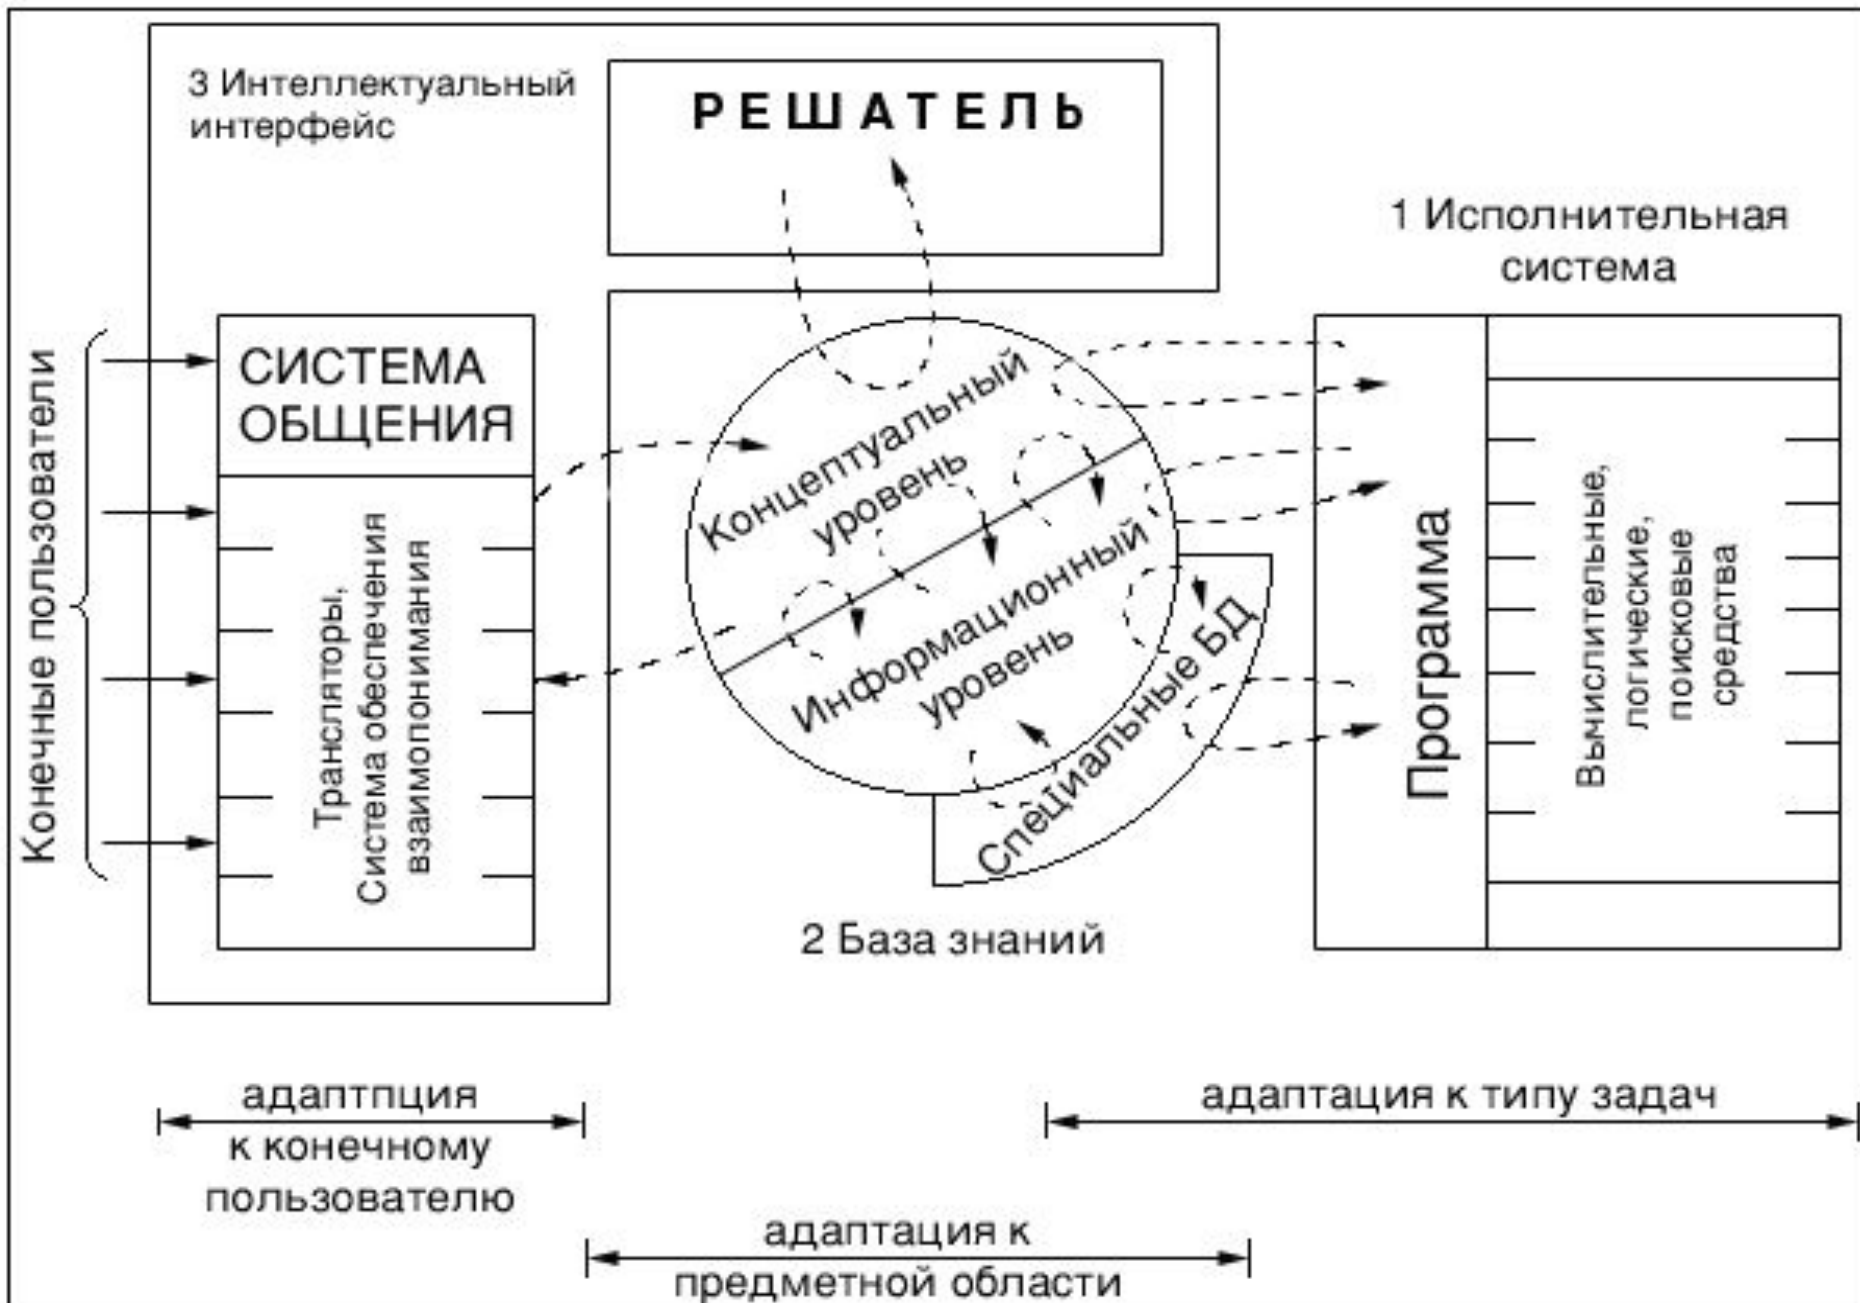 3 Интеллектуальный
интерфейс
РЕШАТЕЛЬ
1 Исполнительная
система
Конечные пользователи
СИСТЕМА
ОБЩЕНИЯ
Трансляторы,
Система обеспечения
взаимопонимания
Концептуальный
уровень
Информационный
уровень
Специальные БД
Программа
Вычислительные,
логические,
поисковые
средства
2 База знаний
адаптпция
к конечному
пользователю
адаптация к типу задач
адаптация к
предметной области